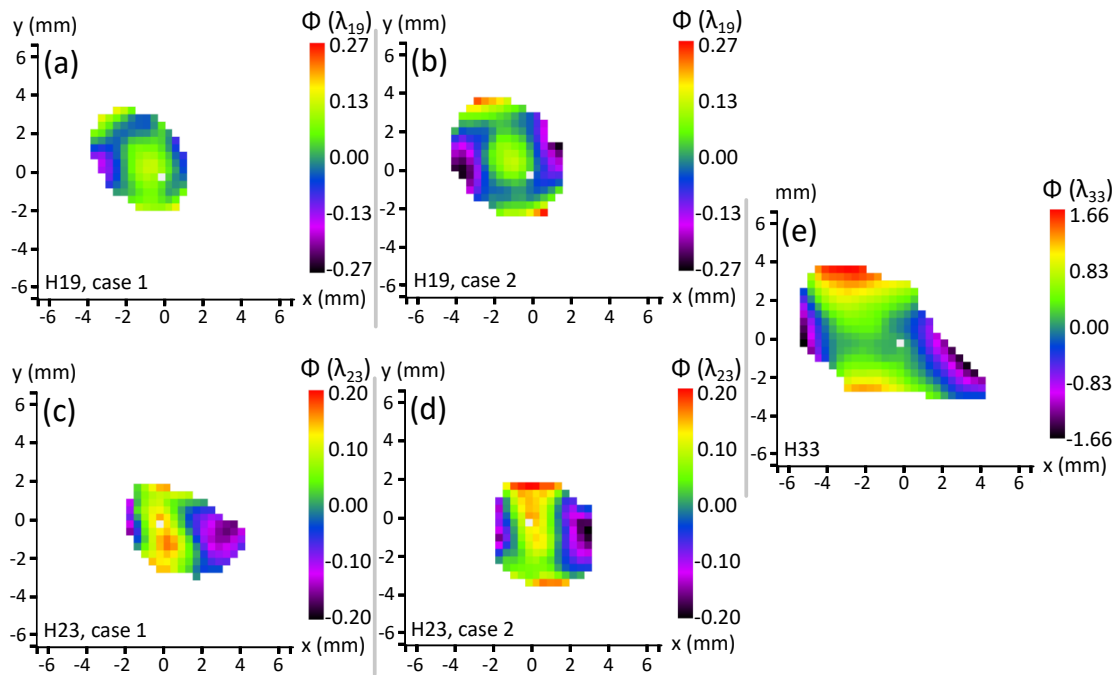 y (mm)
Φ (λ19)
(a)
6
4
2
0
-2
-4
-6
0.27
0.13
0.00
-0.13
-0.27
H19, case 1
x (mm)
-6 -4 -2 0 2 4 6
y (mm)
Φ (λ19)
(b)
6
4
2
0
-2
-4
-6
0.27
0.13
0.00
-0.13
-0.27
H19, case 2
x (mm)
-6 -4 -2 0 2 4 6
y (mm)
Φ (λ23)
(c)
6
4
2
0
-2
-4
-6
0.20
0.10
0.00
-0.10
-0.20
H23, case 1
x (mm)
-6 -4 -2 0 2 4 6
y (mm)
Φ (λ23)
(d)
6
4
2
0
-2
-4
-6
0.20
0.10
0.00
-0.10
-0.20
H23, case 2
x (mm)
-6 -4 -2 0 2 4 6
mm)
Φ (λ33)
(e)
6
4
2
0
-2
-4
-6
1.66
0.83
0.00
-0.83
-1.66
H33
x (mm)
-6 -4 -2 0 2 4 6